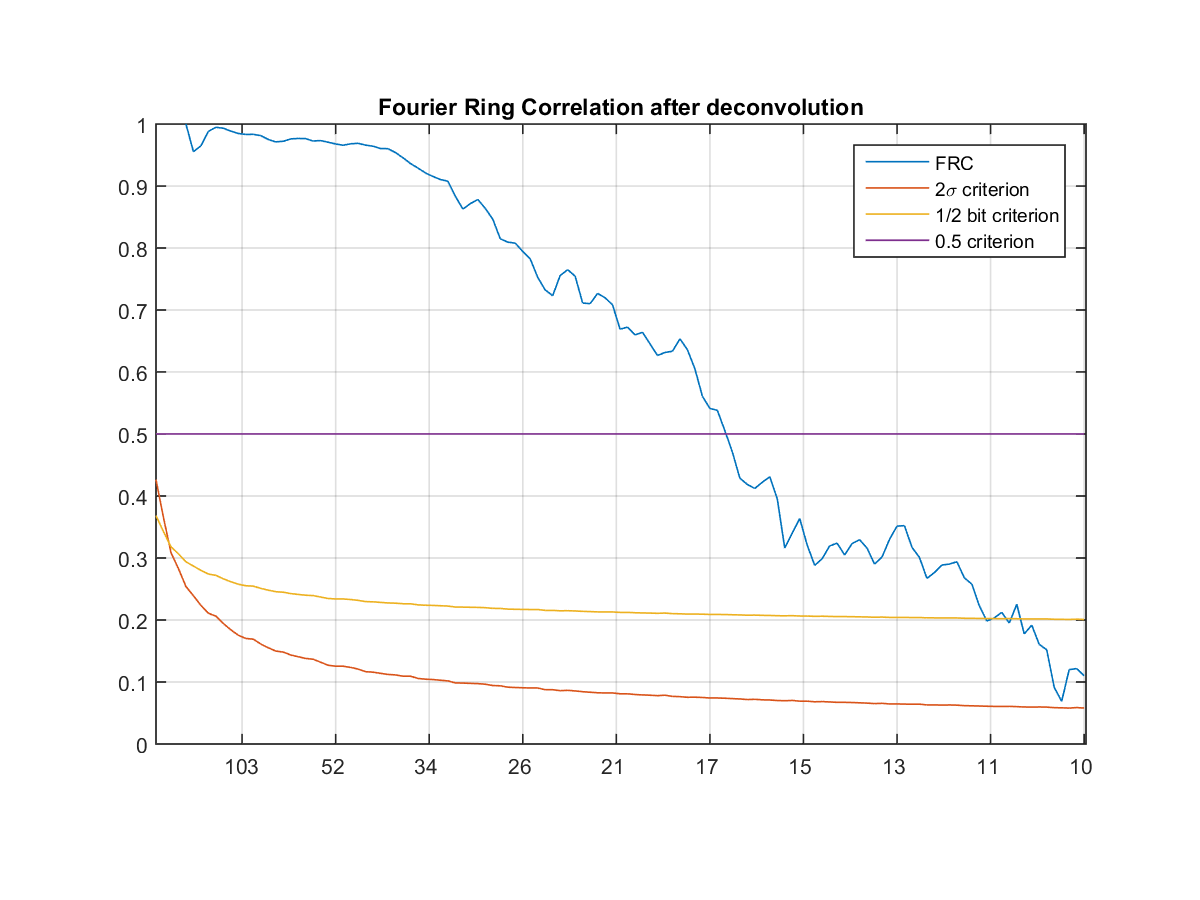 Fourier Ring Correlation after deconvolution
1
0.9
0.8
0.7
0.6
0.5
0.4
0.3
0.2
0.1
0
FRC
2σ criterion
1/2 bit criterion
0.5 criterion
103 52 34 26 21 17 15 13 11 10